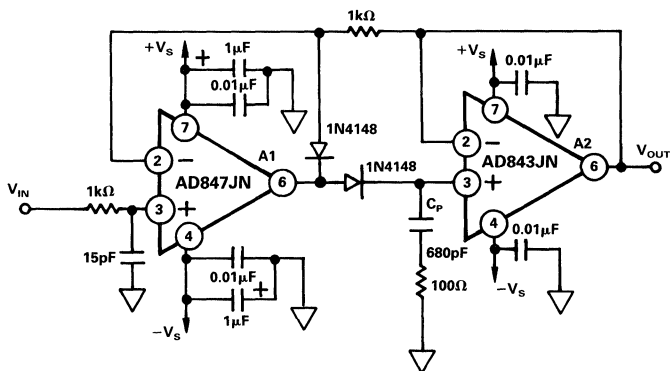 1kΩ
+VS
+
1µF
0.01µF
+VS
0.01µF
7
7
1N4148
2
−
A1
AD847JN
6
1N4148
2
−
A2
AD843JN
6
VOUT
VIN
1kΩ
3
+
3
+
4
CP
4
0.01µF
15pF
0.01µF
680pF
+
1µF
100Ω
−VS
−VS